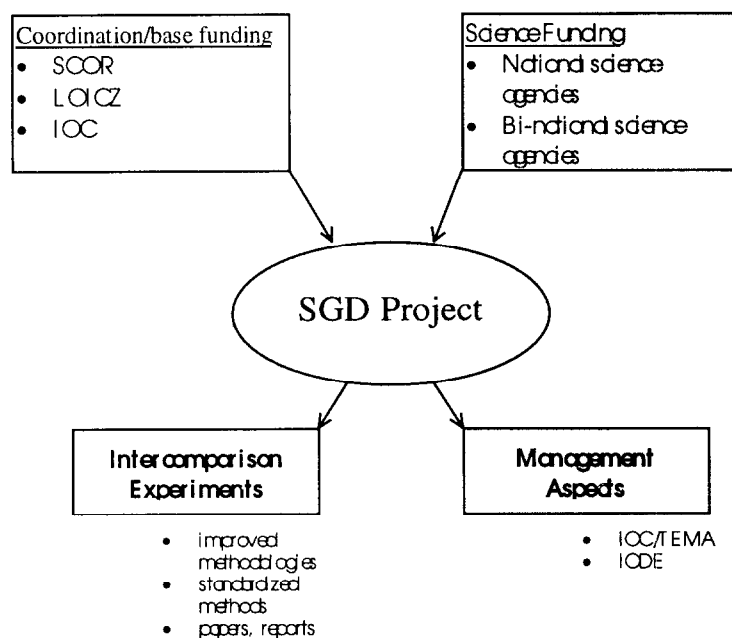 Coordination/base funding
• SCOR
• LOICZ
• IOC
Science Funding
• National science
agencies
• Bi-national science
agencies
SGD Project
Intercomparison
Experiments
• improved
methodologies
• standardized
methods
• papers, reports
Management
Aspects
• IOC/TEMA
• IODE